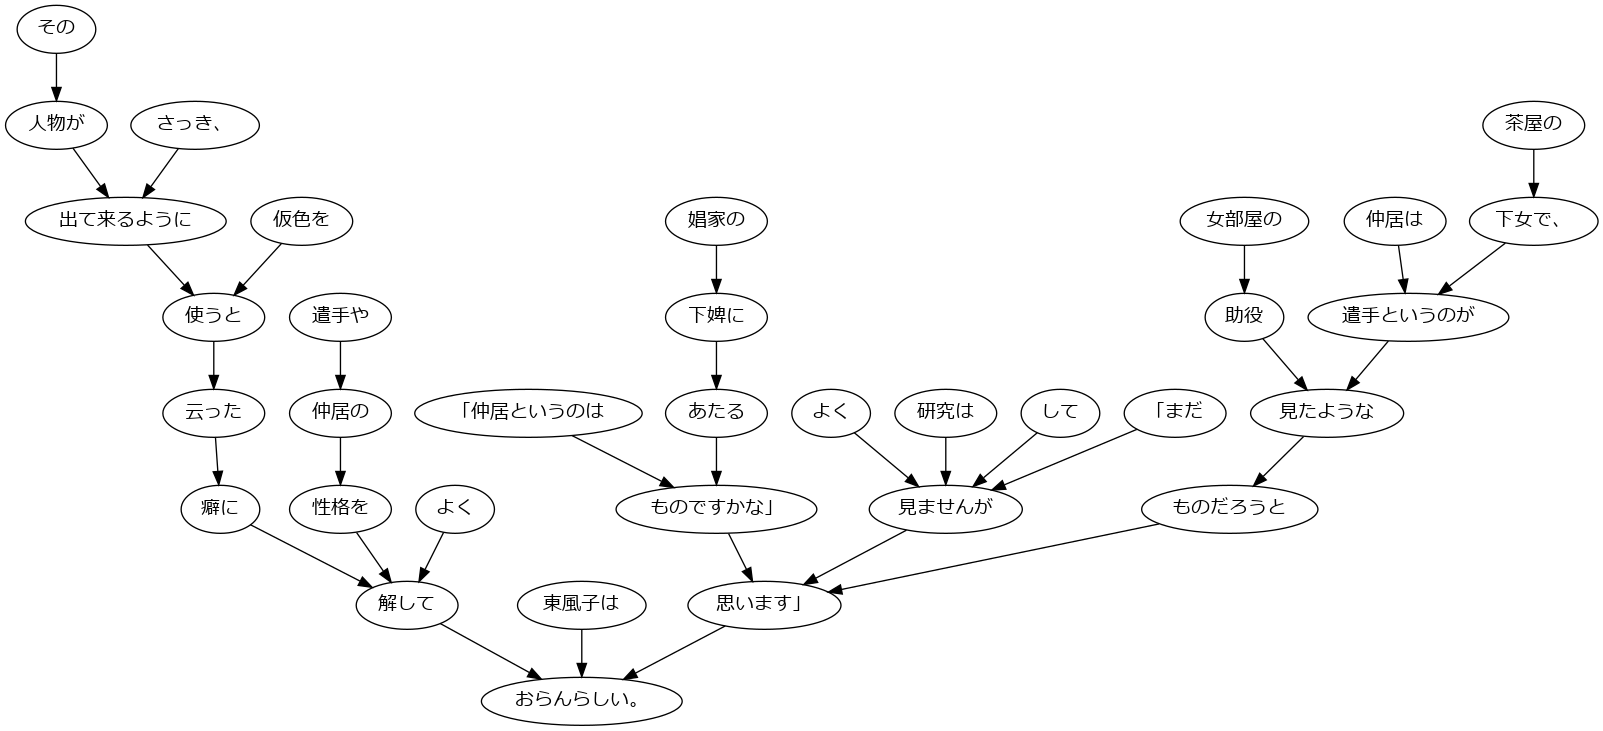 その
人物が
さっき、
茶屋の
出て来るように
仮色を
娼家の
女部屋の
仲居は
下女で、
使うと
遣手や
下婢に
助役
遣手というのが
云った
仲居の
「仲居というのは
あたる
よく
研究は
して
「まだ
見たような
癖に
性格を
よく
ものですかな」
見ませんが
ものだろうと
解して
東風子は
思います」
おらんらしい。